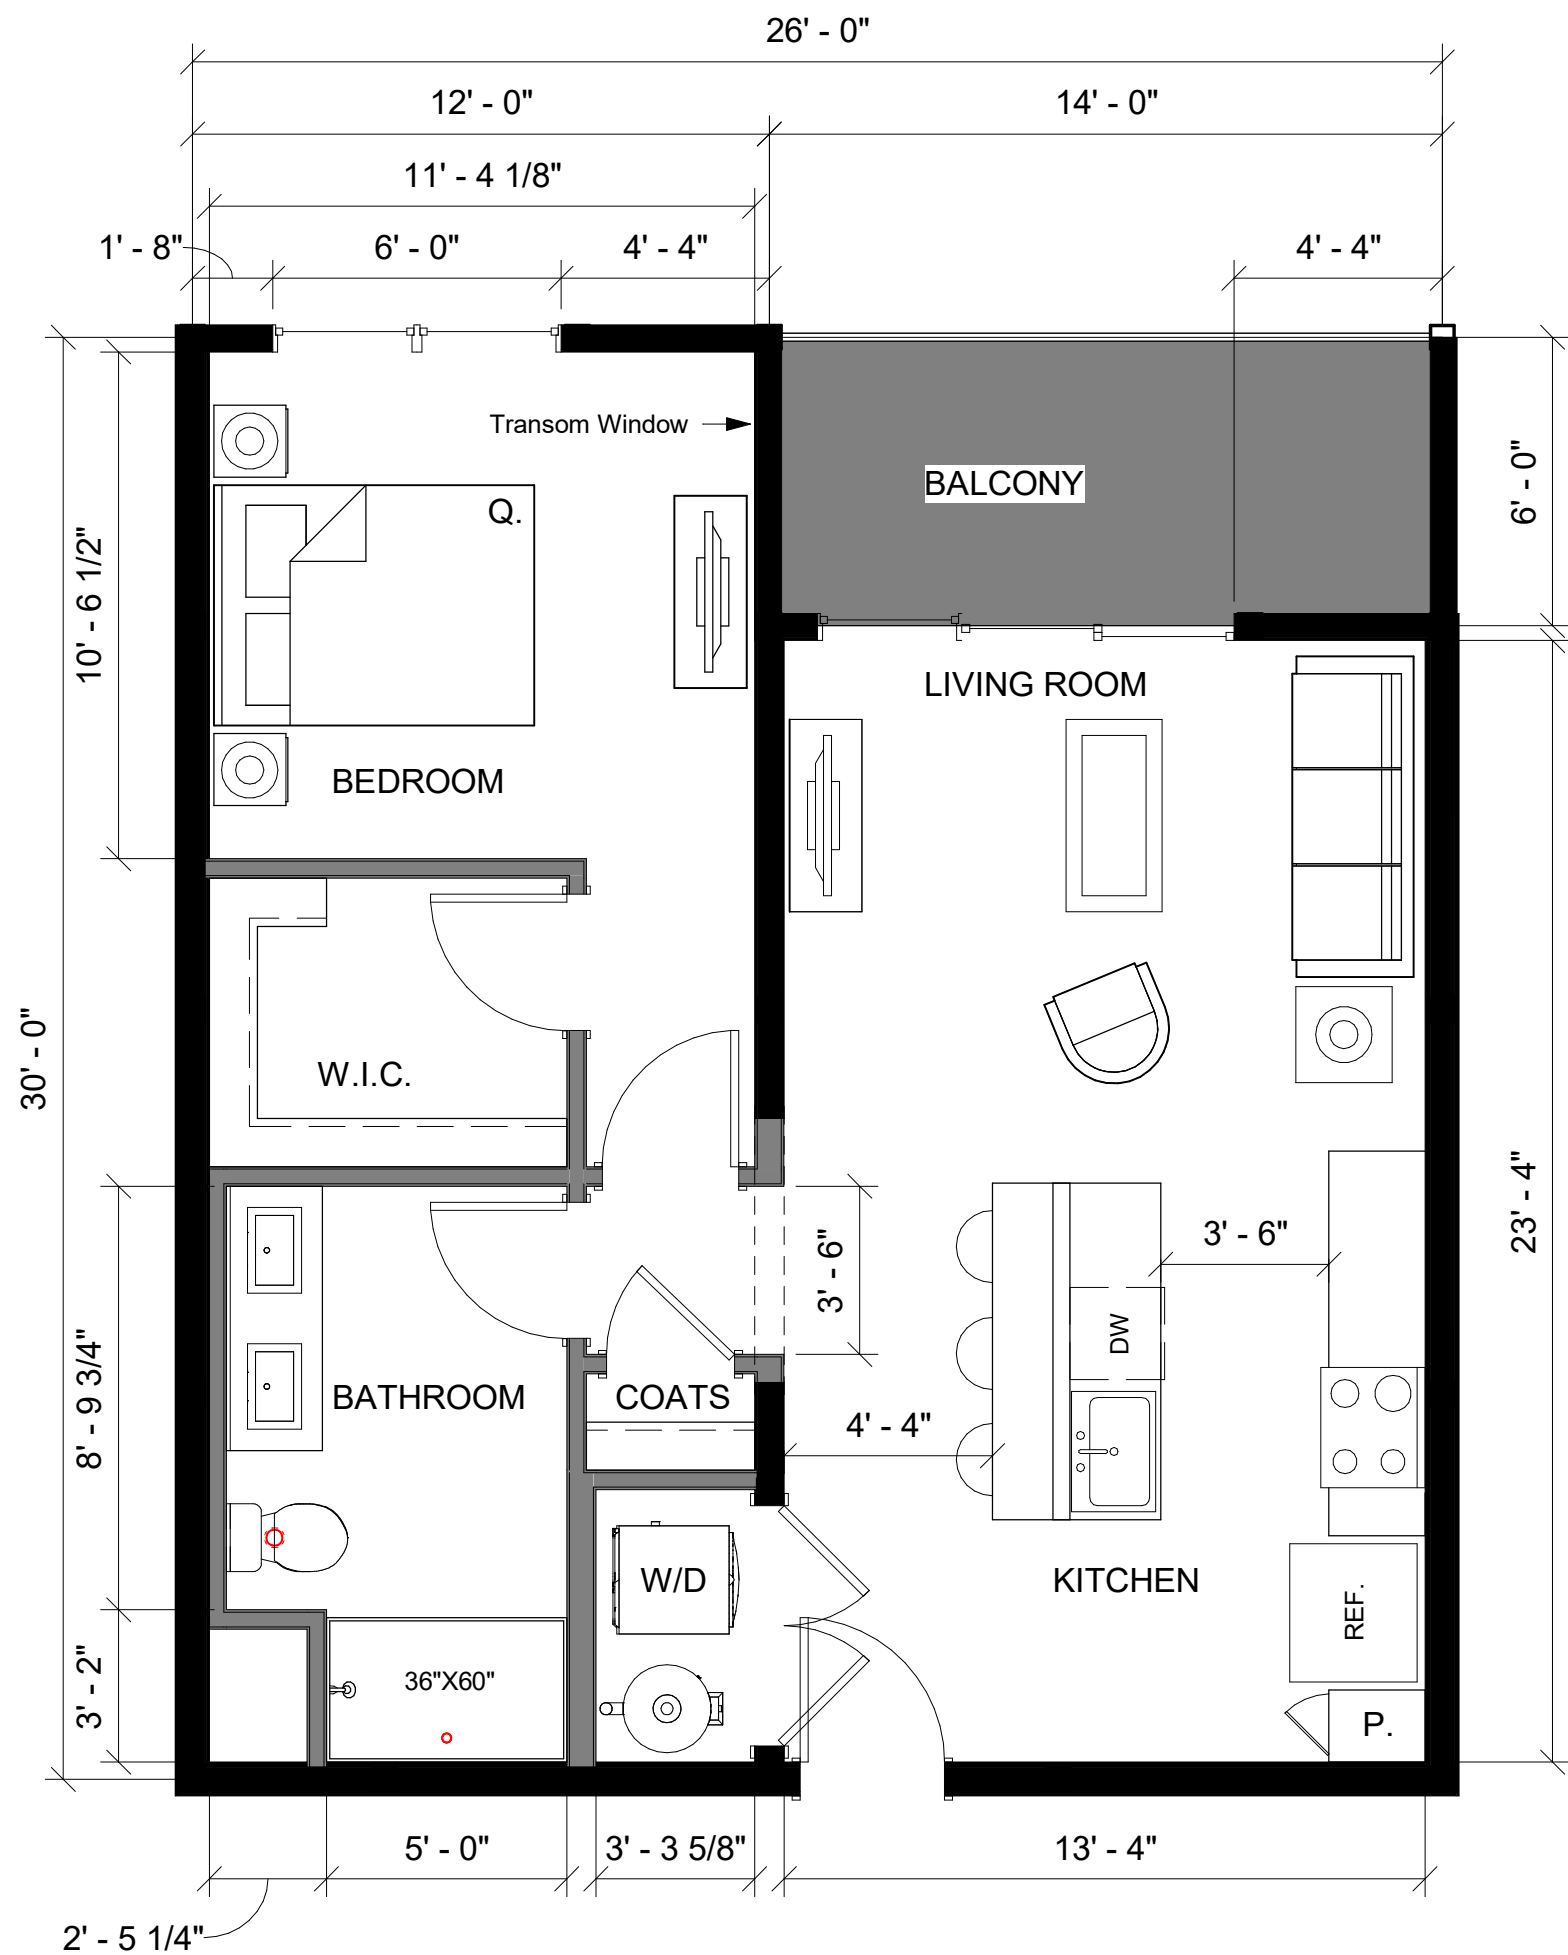 26' - 0"
12' - 0"
14' - 0"
11' - 4 1/8"
1' - 8"
6' - 0"
4' - 4"
4' - 4"
Transom Window
BALCONY
6' - 0"
Q.
10' - 6 1/2"
LIVING ROOM
BEDROOM
30' - 0"
W.I.C.
23' - 4"
3' - 6"
3' - 6"
DW
8' - 9 3/4"
BATHROOM
COATS
4' - 4"
W/D
KITCHEN
REF.
3' - 2"
36"X60"
P.
5' - 0"
3' - 3 5/8"
13' - 4"
2' - 5 1/4"